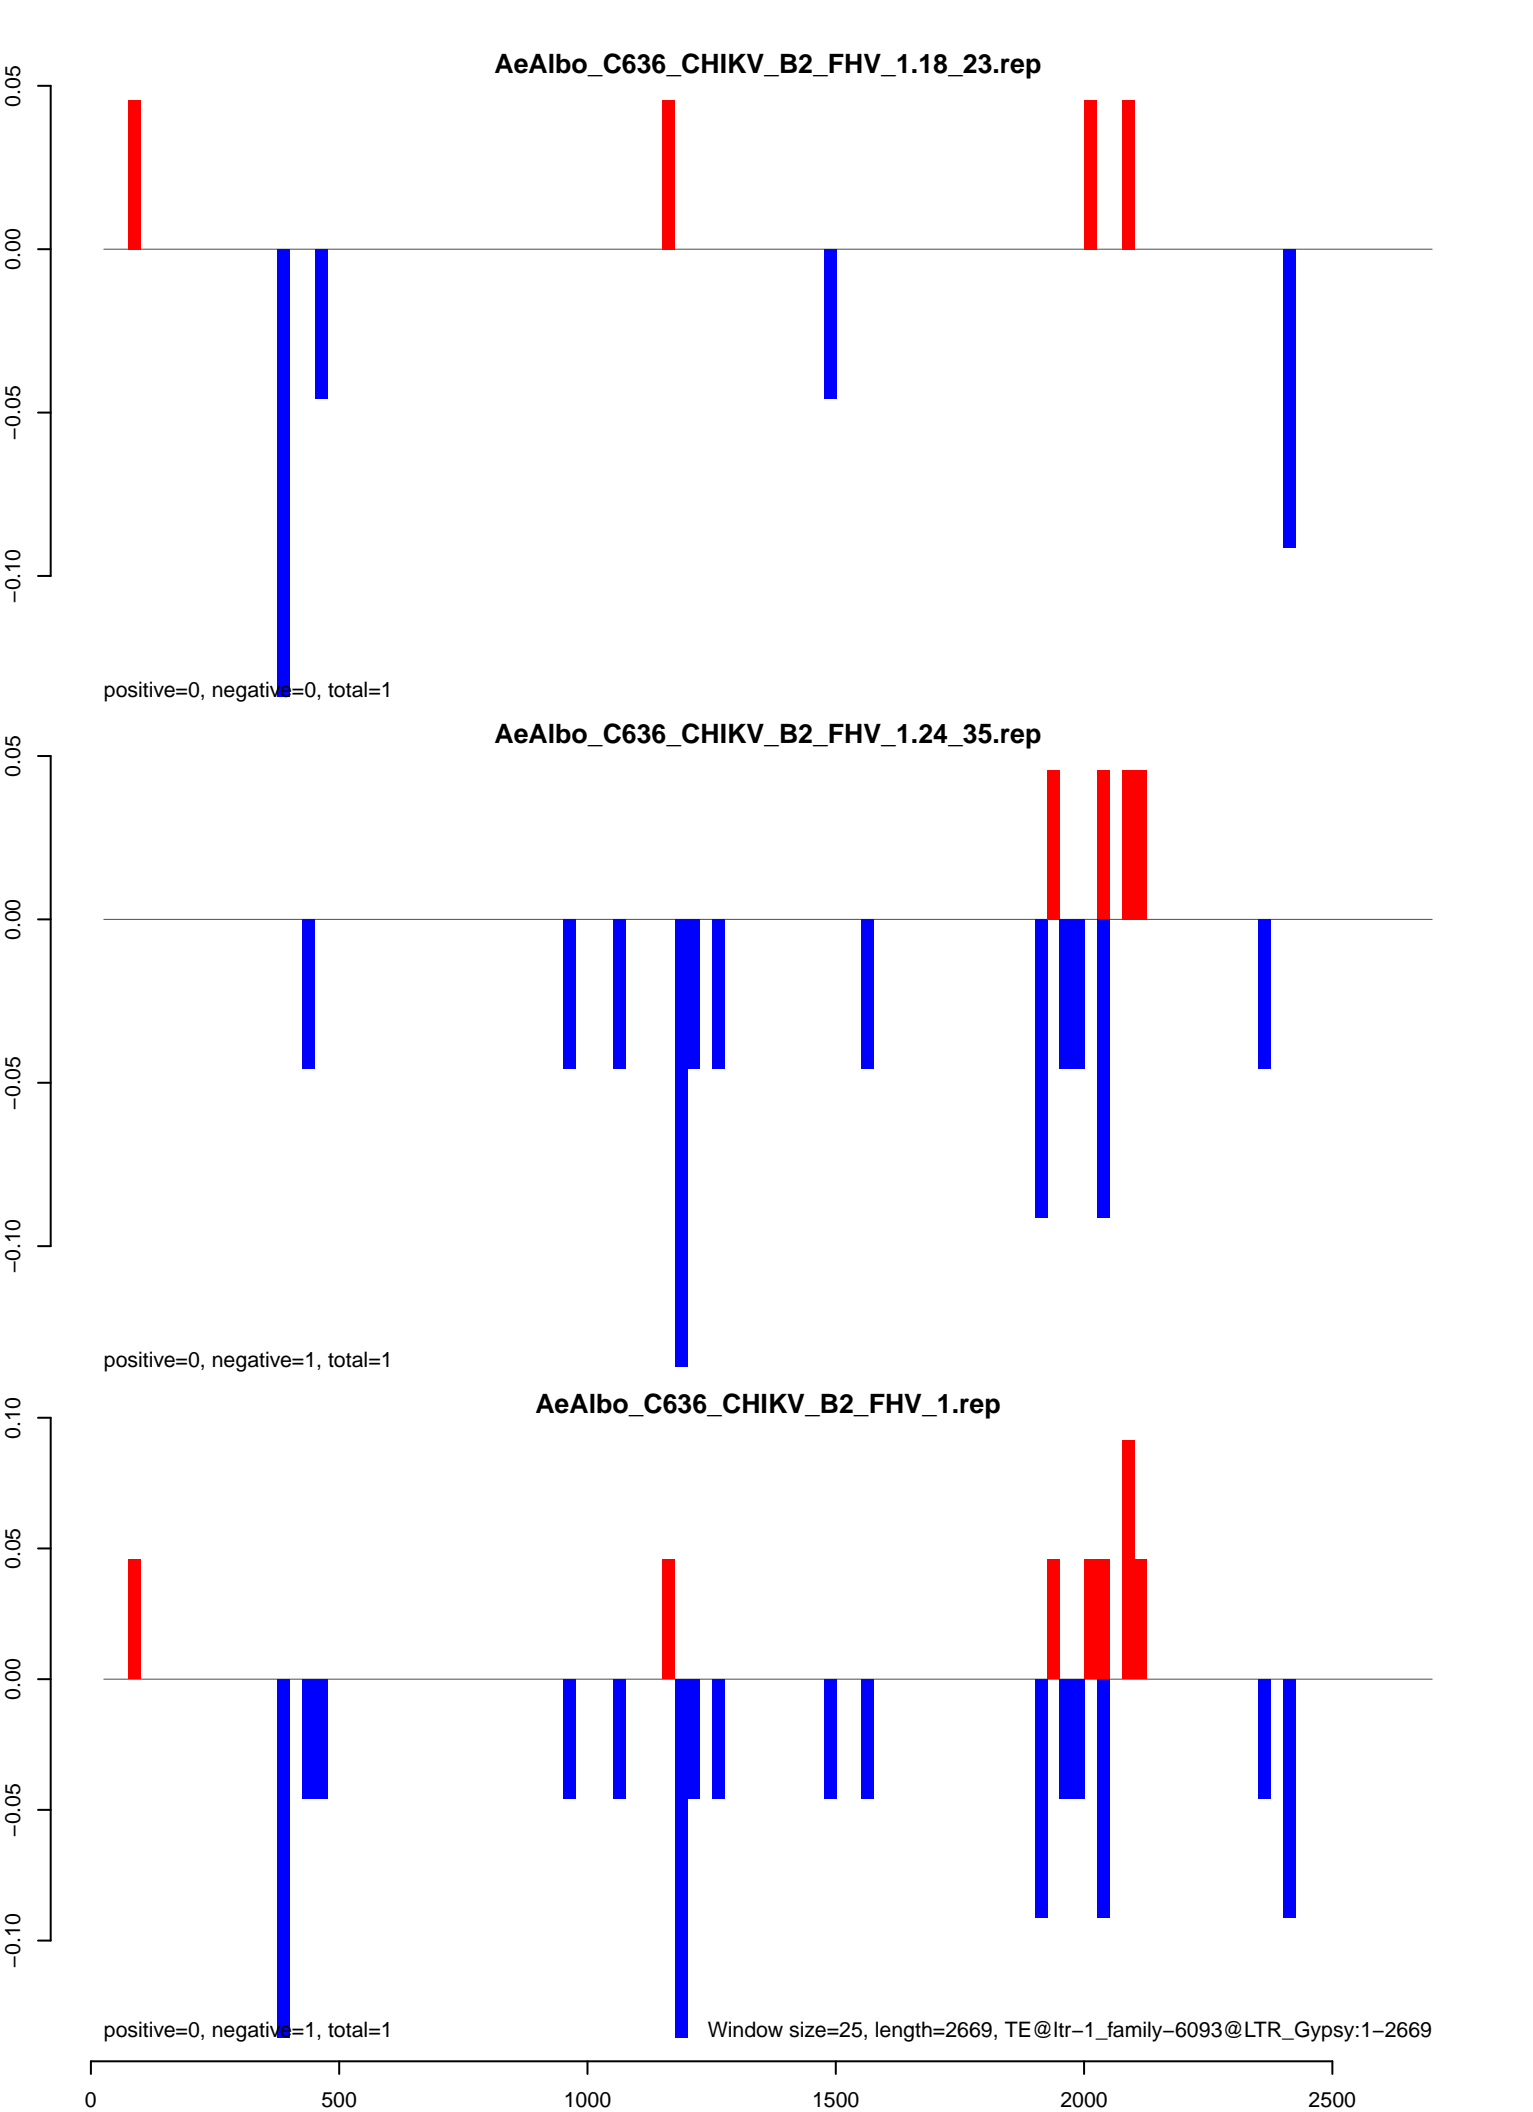 AeAlbo_C636_CHIKV_B2_FHV_1.18_23.rep
0.05
0.00
−0.05
−0.10
positive=0, negative=0, total=1
AeAlbo_C636_CHIKV_B2_FHV_1.24_35.rep
0.05
0.00
−0.05
−0.10
positive=0, negative=1, total=1
AeAlbo_C636_CHIKV_B2_FHV_1.rep
0.10
0.05
0.00
−0.05
−0.10
positive=0, negative=1, total=1
Window size=25, length=2669, TE@ltr−1_family−6093@LTR_Gypsy:1−2669
0 500 1000 1500 2000 2500